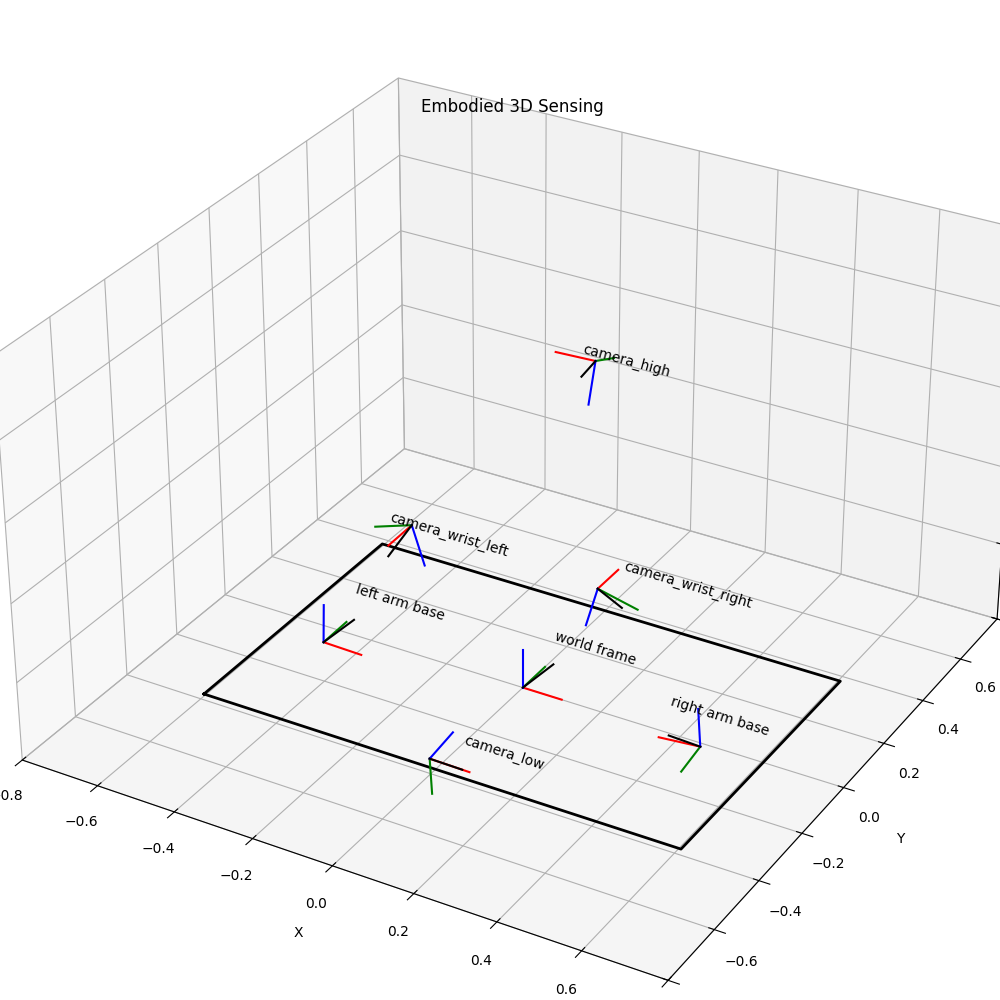 Embodied 3D Sensing
camera_high
camera_wrist_left
camera_wrist_right
left arm base
world frame
right arm base
camera_low
0.8
−0.6
−0.4
−0.2
0.0
0.2
0.4
0.6
X
−0.6
−0.4
−0.2
0.0
0.2
0.4
0.6
Y